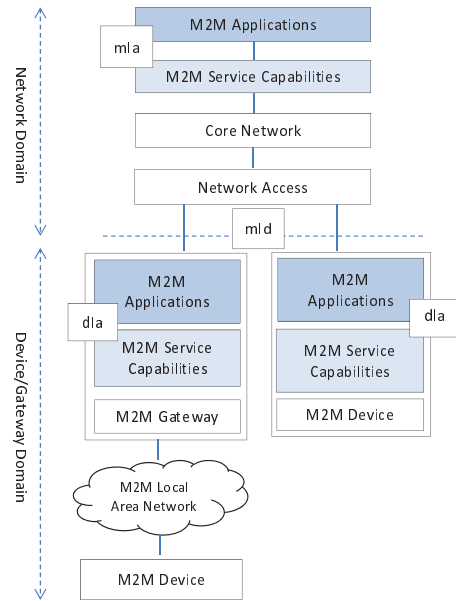 M2M Applications
mIa
M2M Service Capabilities
Core Network
Network Access
Network Domain
mId
M2M
Applications
dIa
M2M Service
Capabilities
M2M Gateway
M2M
Applications
dIa
M2M Service
Capabilities
M2M Device
Device/Gateway Domain
M2M Local
Area Network
M2M Device